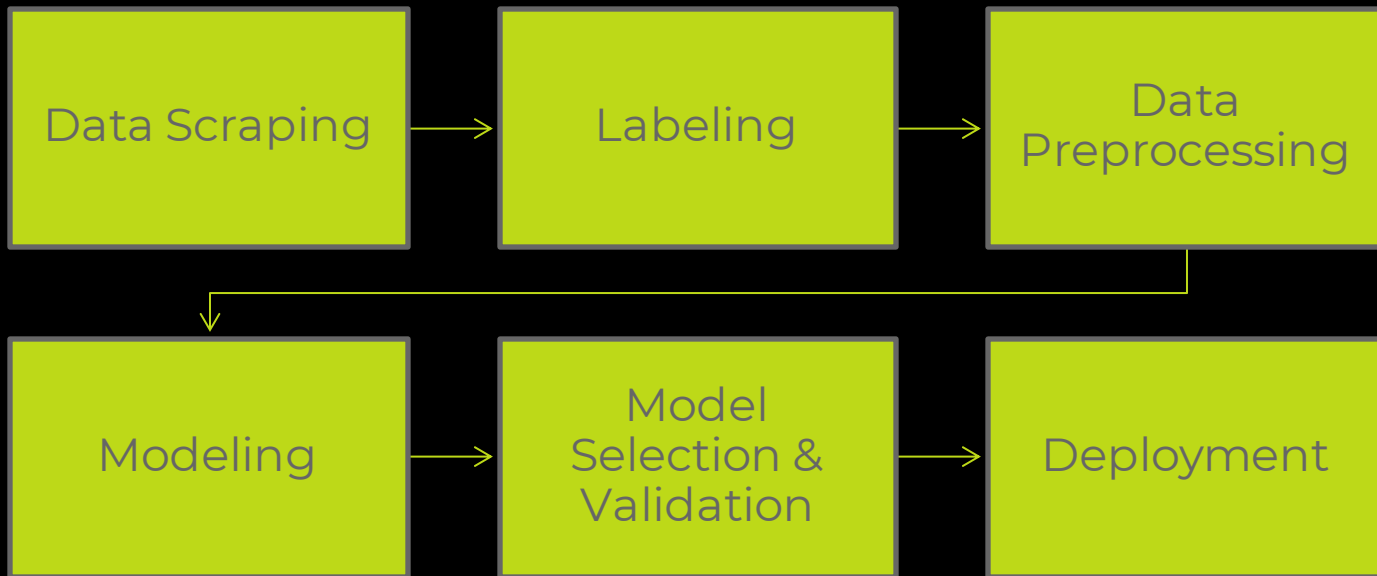 Data Scraping
Labeling
Data
Preprocessing
Modeling
Model
Selection &
Validation
Deployment